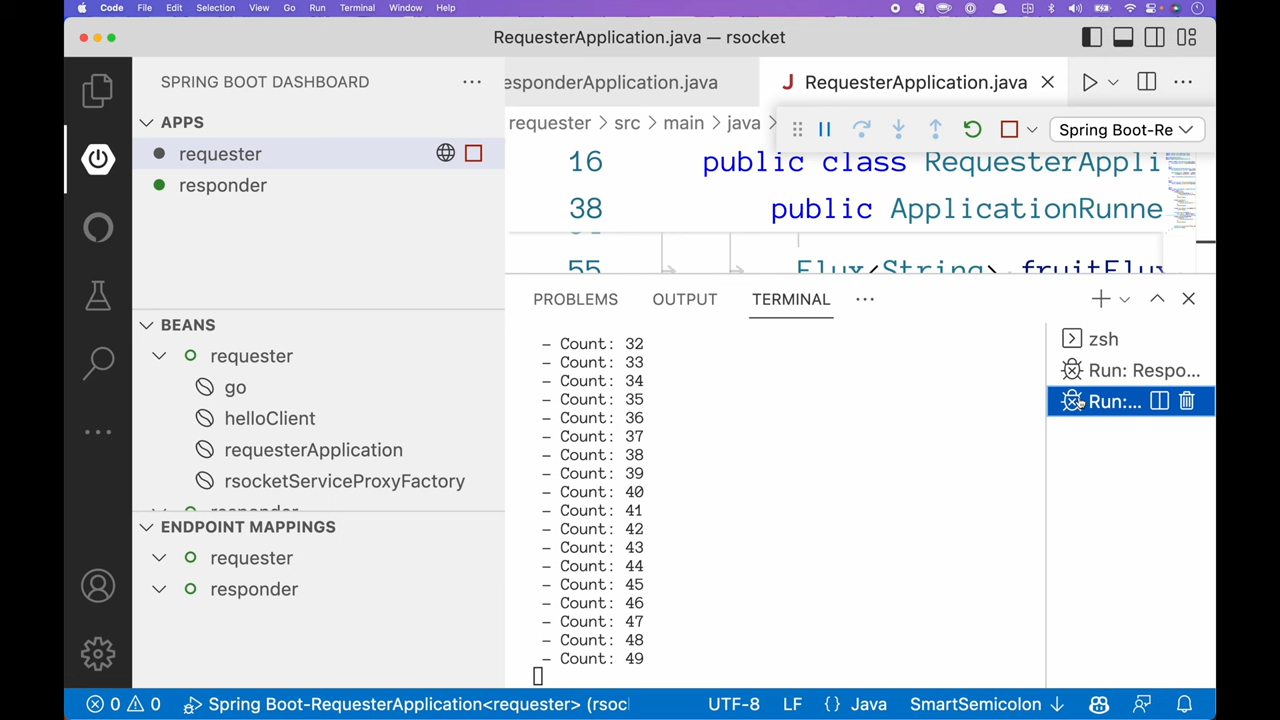 Code File Edit Selection View Go Run Terminal Window Help
RequesterApplication.java — rsocket
SPRING BOOT DASHBOARD
esponderApplication.java
J RequesterApplication.java
APPS
requester > src > main > java >
Spring Boot-Re
requester
responder
16 public class RequesterAppli
38 public ApplicationRunne
55 Flux<String> fruitFlux
PROBLEMS OUTPUT TERMINAL
BEANS
requester
go
helloClient
requesterApplication
rsocketServiceProxyFactory
responder
ENDPOINT MAPPINGS
requester
responder
- Count: 32
- Count: 33
- Count: 34
- Count: 35
- Count: 36
- Count: 37
- Count: 38
- Count: 39
- Count: 40
- Count: 41
- Count: 42
- Count: 43
- Count: 44
- Count: 45
- Count: 46
- Count: 47
- Count: 48
- Count: 49
zsh
Run: Respo...
Run:...
0 0 Spring Boot-RequesterApplication<requester> (rsoc UTF-8 LF {} Java SmartSemicolon ↓